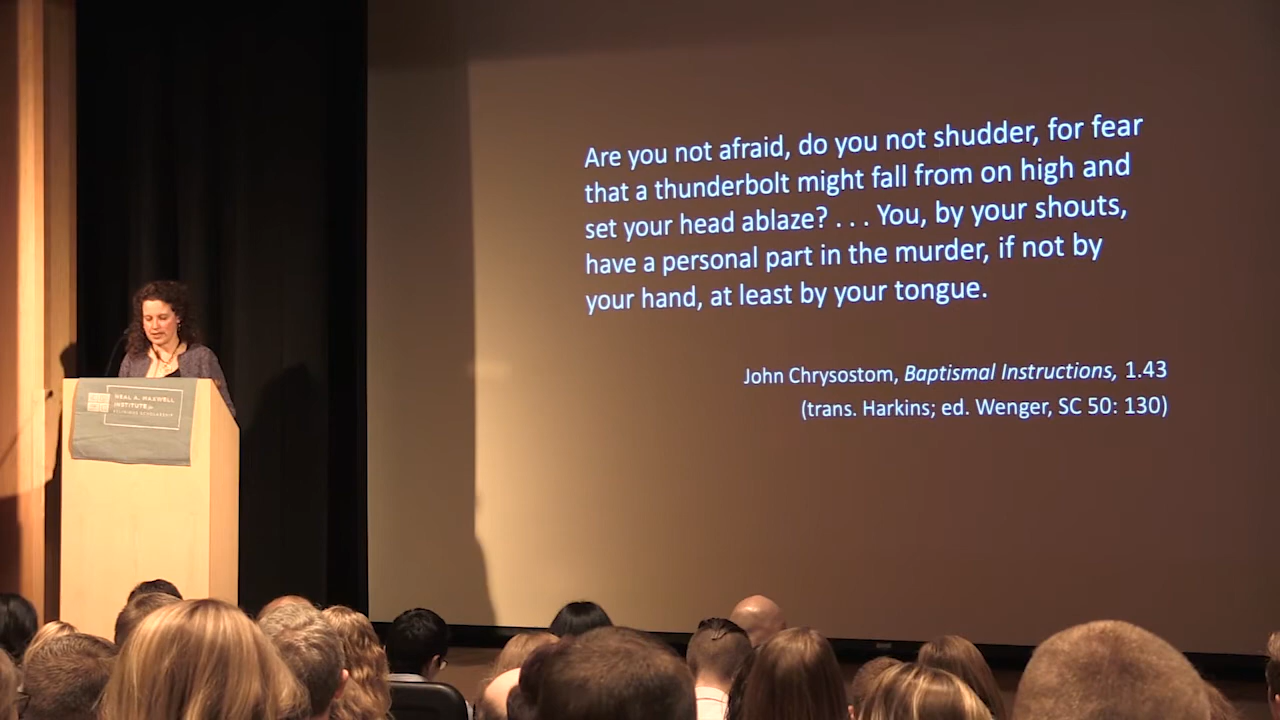 Are you not afraid, do you not shudder, for fear
that a thunderbolt might fall from on high and
set your head ablaze? . . . You, by your shouts,
have a personal part in the murder, if not by
your hand, at least by your tongue.
John Chrysostom, Baptismal Instructions, 1.43
(trans. Harkins; ed. Wenger, SC 50: 130)
NEAL A. MAXWELL
INSTITUTE for
RELIGIOUS SCHOLARSHIP